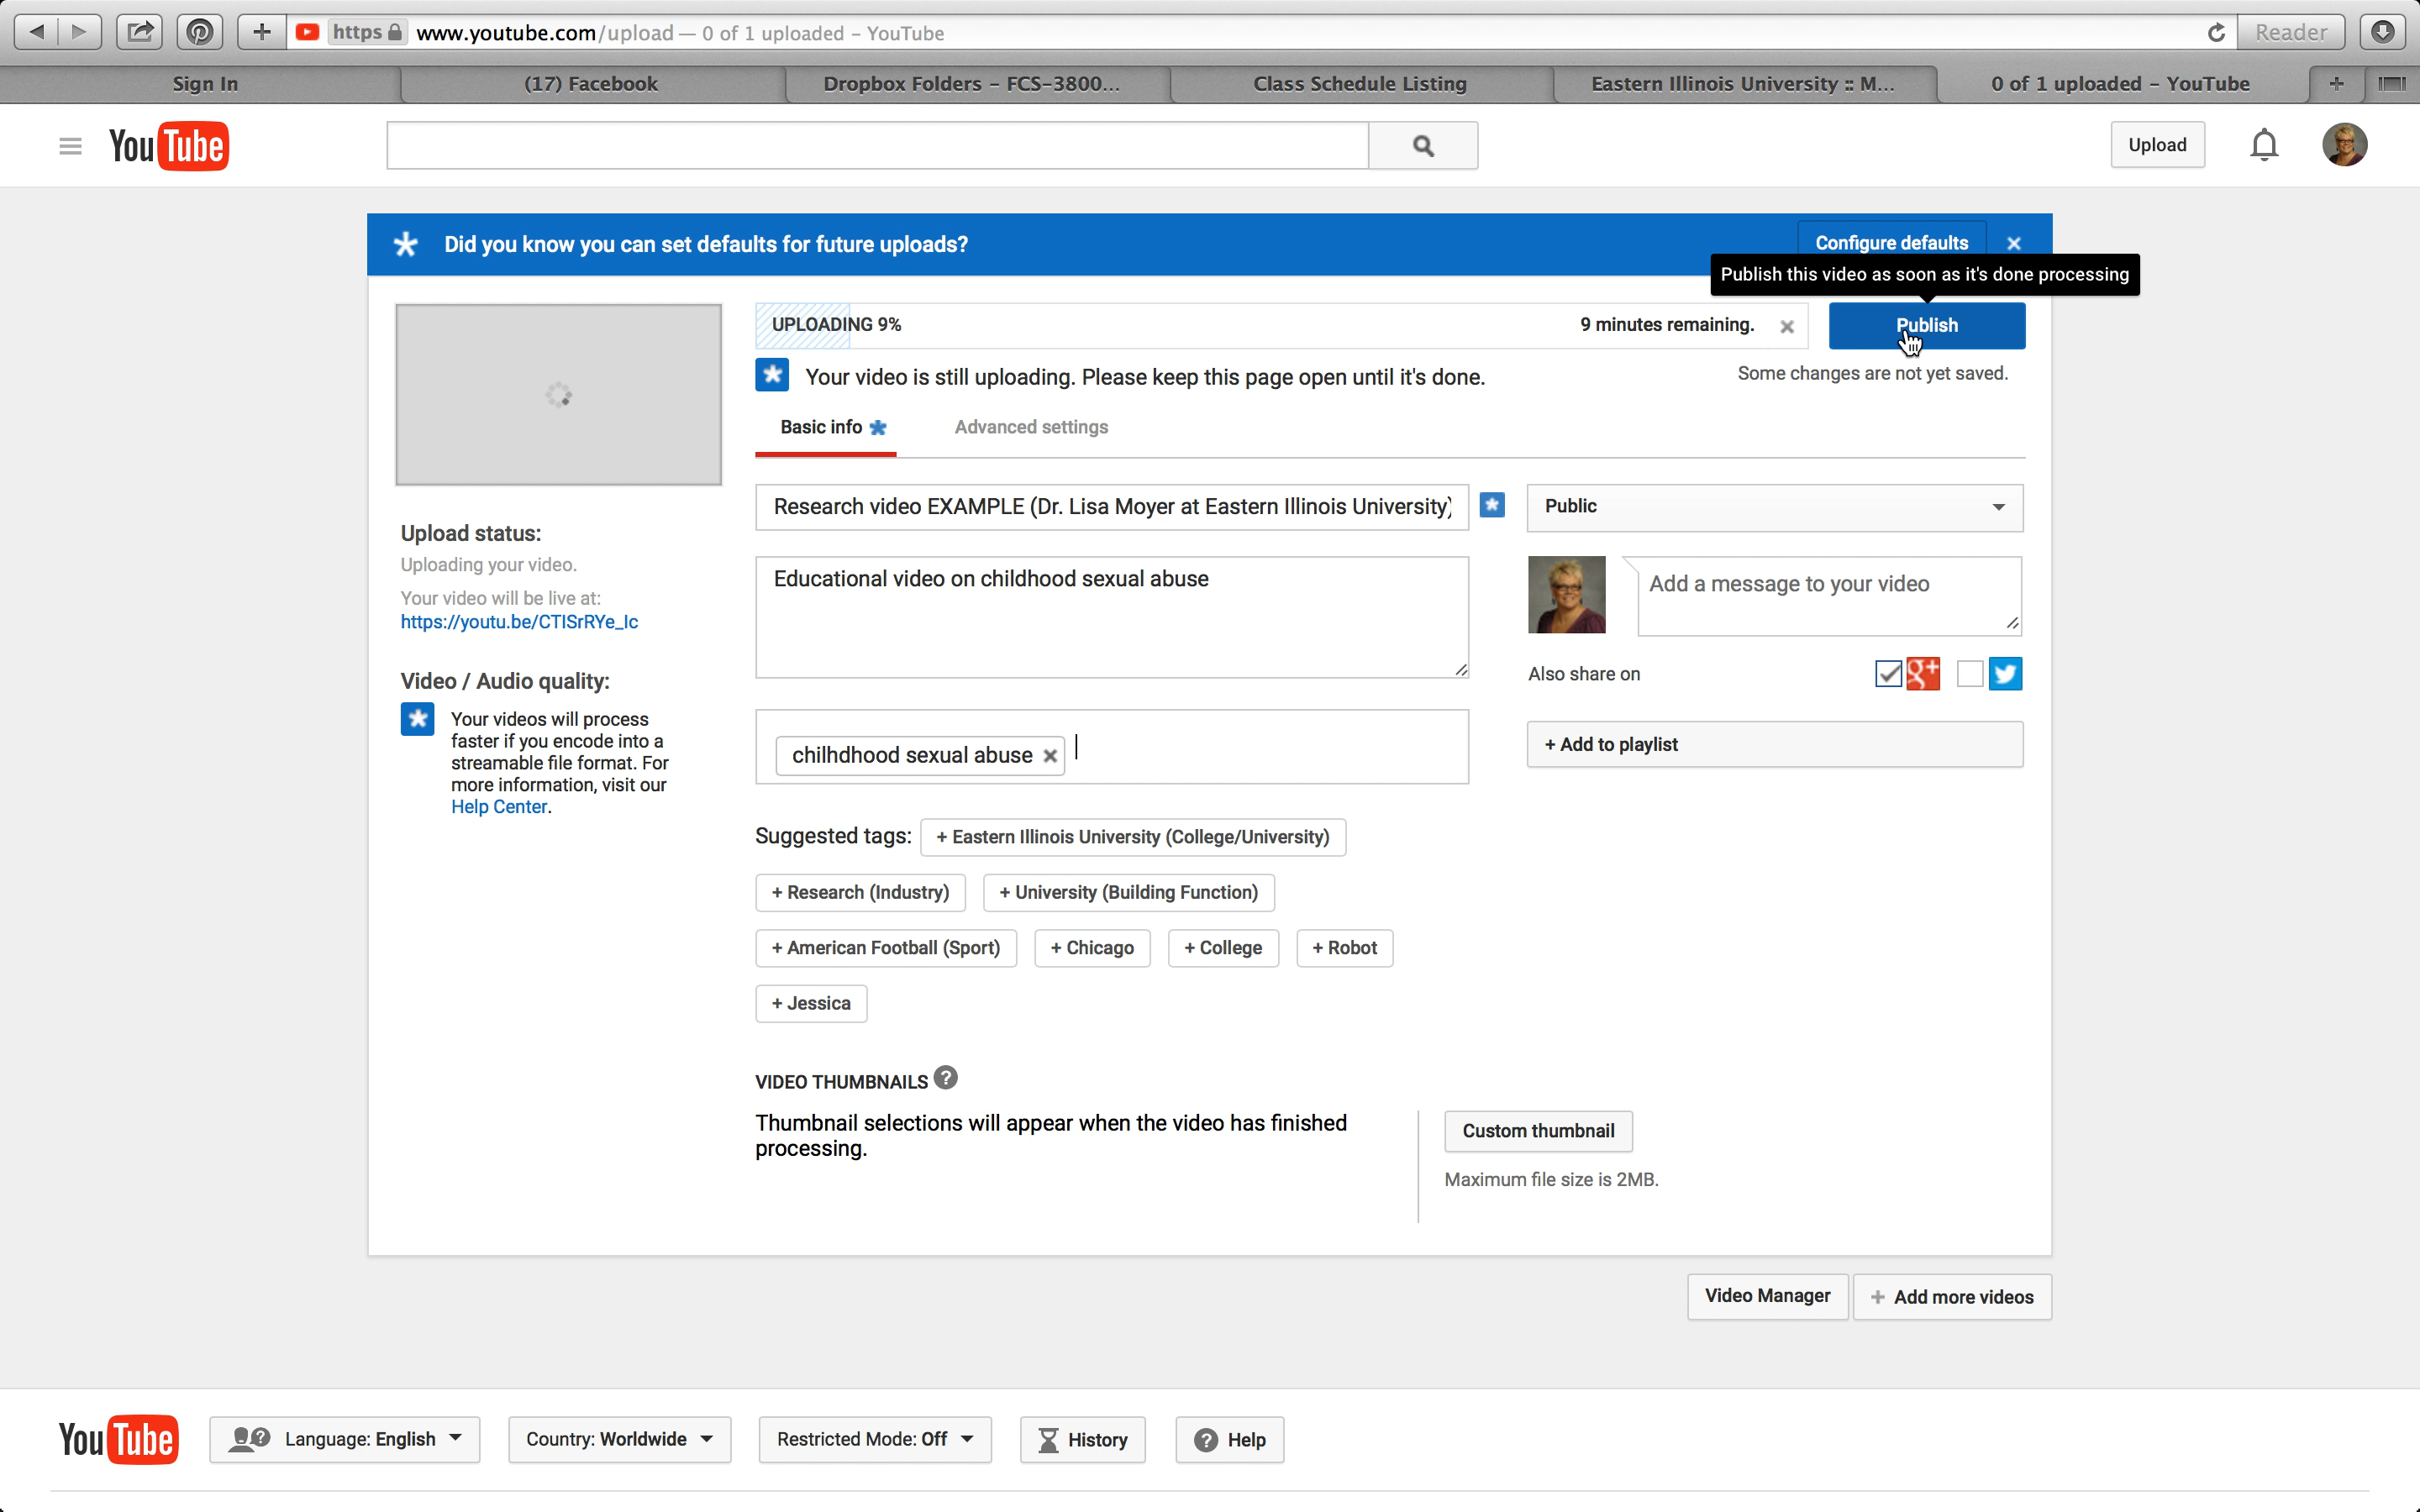 https www.youtube.com/upload — 0 of 1 uploaded – YouTube Reader
Sign In (17) Facebook Dropbox Folders – FCS-3800... Class Schedule Listing Eastern Illinois University :: M... 0 of 1 uploaded – YouTube
YouTube Upload
Did you know you can set defaults for future uploads? Configure defaults
Publish this video as soon as it's done processing
UPLOADING 9% 9 minutes remaining. Publish
Your video is still uploading. Please keep this page open until it's done. Some changes are not yet saved.
Basic info Advanced settings
Research video EXAMPLE (Dr. Lisa Moyer at Eastern Illinois University) Public
Upload status:
Uploading your video.
Your video will be live at:
https://youtu.be/CTISrRYe_Ic
Educational video on childhood sexual abuse
Add a message to your video
Also share on g+
Video / Audio quality:
Your videos will process
faster if you encode into a
streamable file format. For
more information, visit our
Help Center.
chilhdhood sexual abuse
+ Add to playlist
Suggested tags: + Eastern Illinois University (College/University)
+ Research (Industry) + University (Building Function)
+ American Football (Sport) + Chicago + College + Robot
+ Jessica
VIDEO THUMBNAILS ?
Thumbnail selections will appear when the video has finished
processing.
Custom thumbnail
Maximum file size is 2MB.
Video Manager + Add more videos
YouTube Language: English Country: Worldwide Restricted Mode: Off History Help